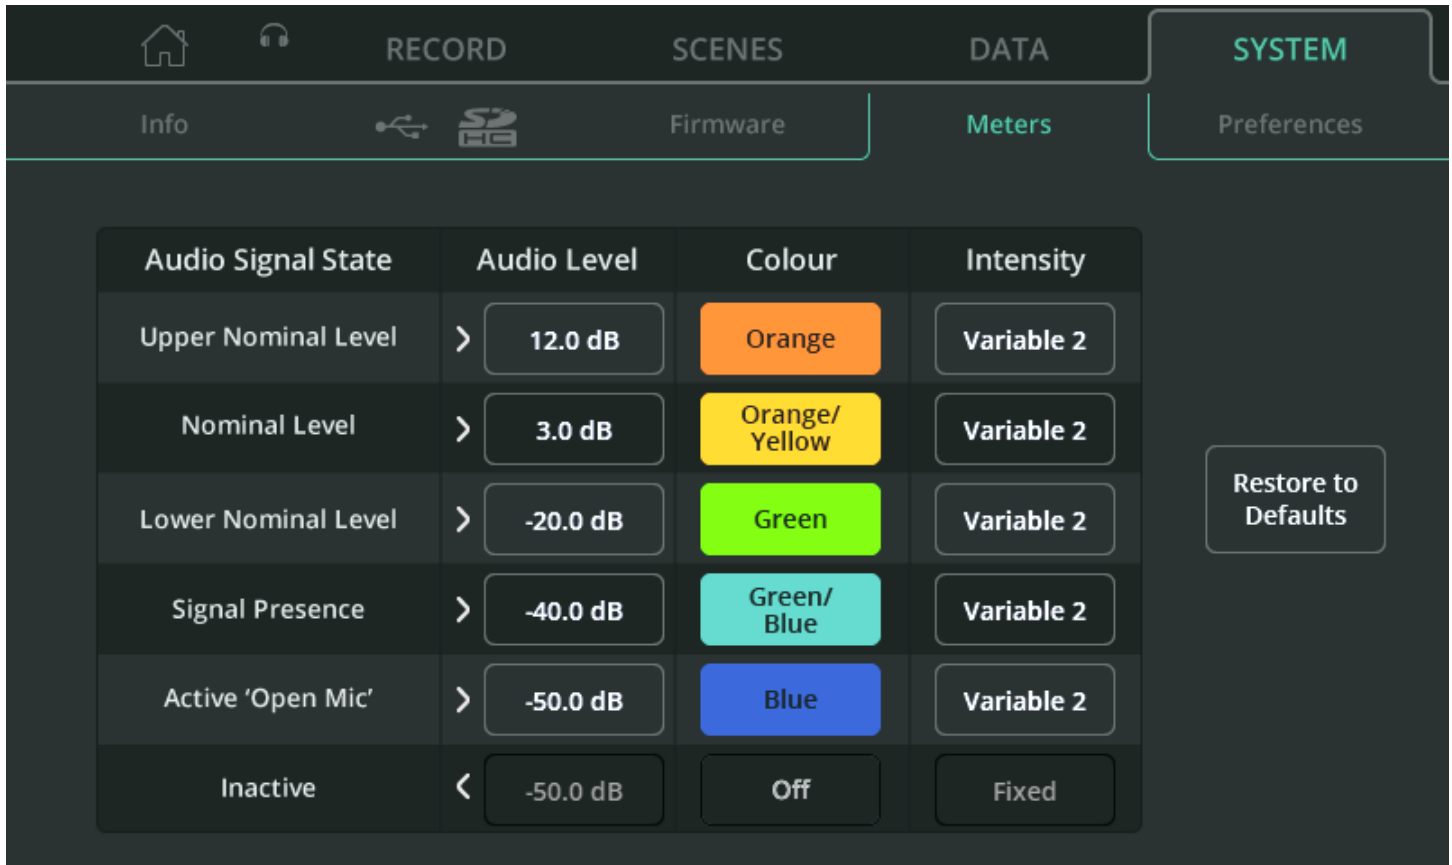 RECORD SCENES DATA SYSTEM
Info SD HC Firmware Meters Preferences
Audio Signal State Audio Level Colour Intensity
Upper Nominal Level > 12.0 dB Orange Variable 2
Nominal Level > 3.0 dB Orange/
Yellow Variable 2
Lower Nominal Level > -20.0 dB Green Variable 2
Signal Presence > -40.0 dB Green/
Blue Variable 2
Active ‘Open Mic’ > -50.0 dB Blue Variable 2
Inactive < -50.0 dB Off Fixed
Restore to
Defaults